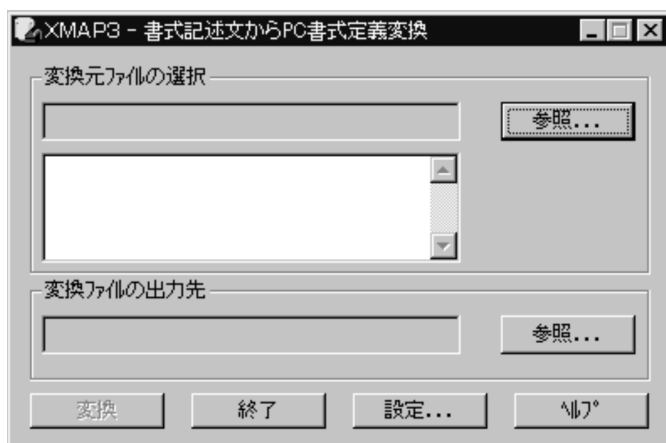 XMAP3 - 書式記述文からPC書式定義変換
変換元ﾌｧｲﾙの選択
参照...
変換ﾌｧｲﾙの出力先
参照...
変換
終了
設定...
ﾍﾙﾌﾟ